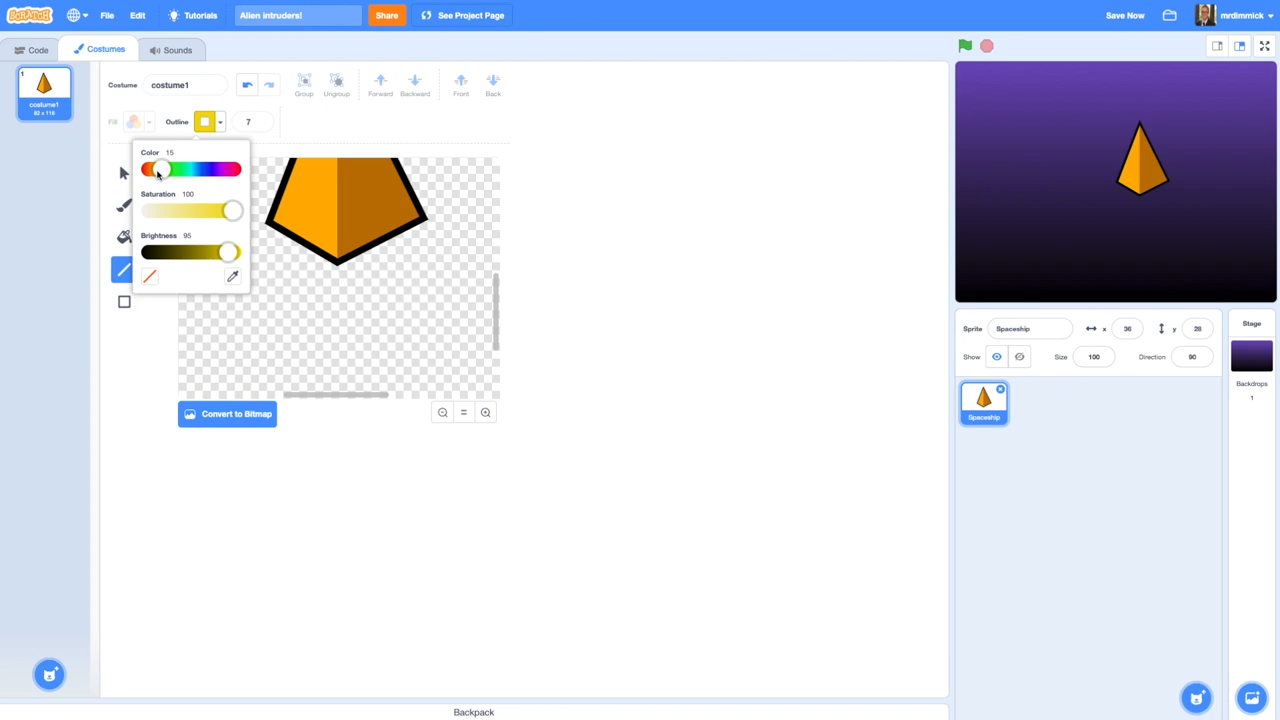 SCRATCH File Edit Tutorials Alien intruders! Share See Project Page Save Now mrdimmick
Code Costumes Sounds
1
costume1
Costume costume1 Group Ungroup Forward Backward Front Back
Fill Outline 7
Color 15
Saturation 100
Brightness 95
Convert to Bitmap
Sprite Spaceship x 36 y 28
Show Size 100 Direction 90
Spaceship
Stage
Backdrops
1
Backpack